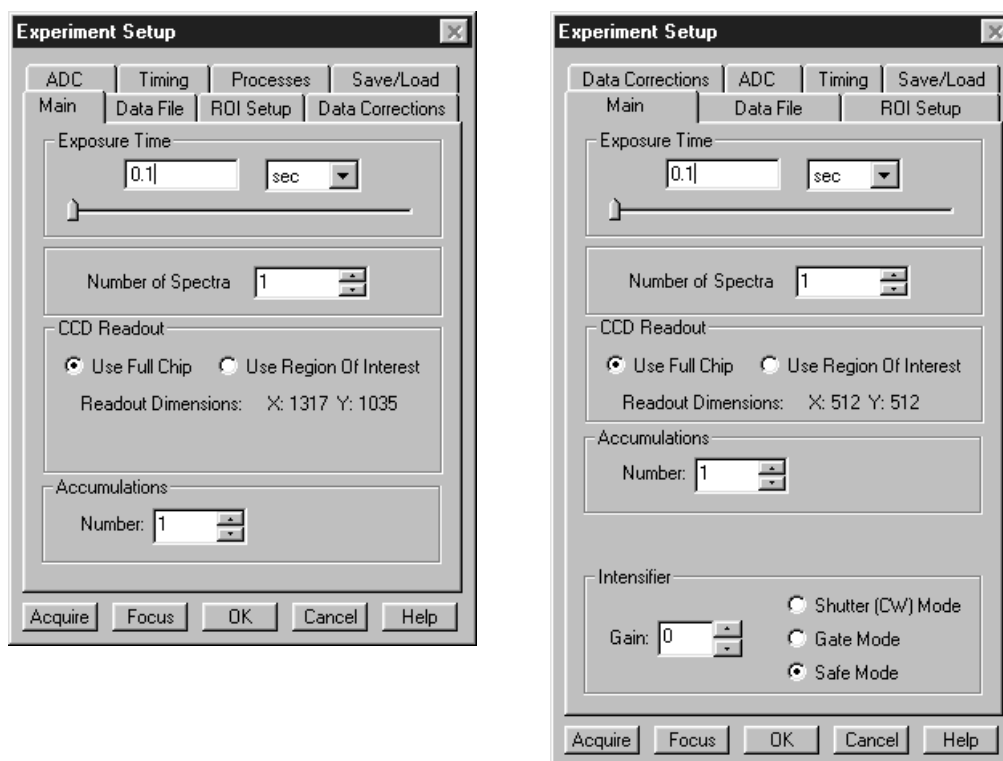 Experiment Setup
ADC Timing Processes Save/Load
Main Data File ROI Setup Data Corrections
Exposure Time
0.1 sec
Number of Spectra 1
CCD Readout
Use Full Chip Use Region Of Interest
Readout Dimensions: X: 1317 Y: 1035
Accumulations
Number: 1
Acquire Focus OK Cancel Help
Experiment Setup
Data Corrections ADC Timing Save/Load
Main Data File ROI Setup
Exposure Time
0.1 sec
Number of Spectra 1
CCD Readout
Use Full Chip Use Region Of Interest
Readout Dimensions: X: 512 Y: 512
Accumulations
Number: 1
Intensifier
Shutter (CW) Mode
Gain: 0 Gate Mode
Safe Mode
Acquire Focus OK Cancel Help